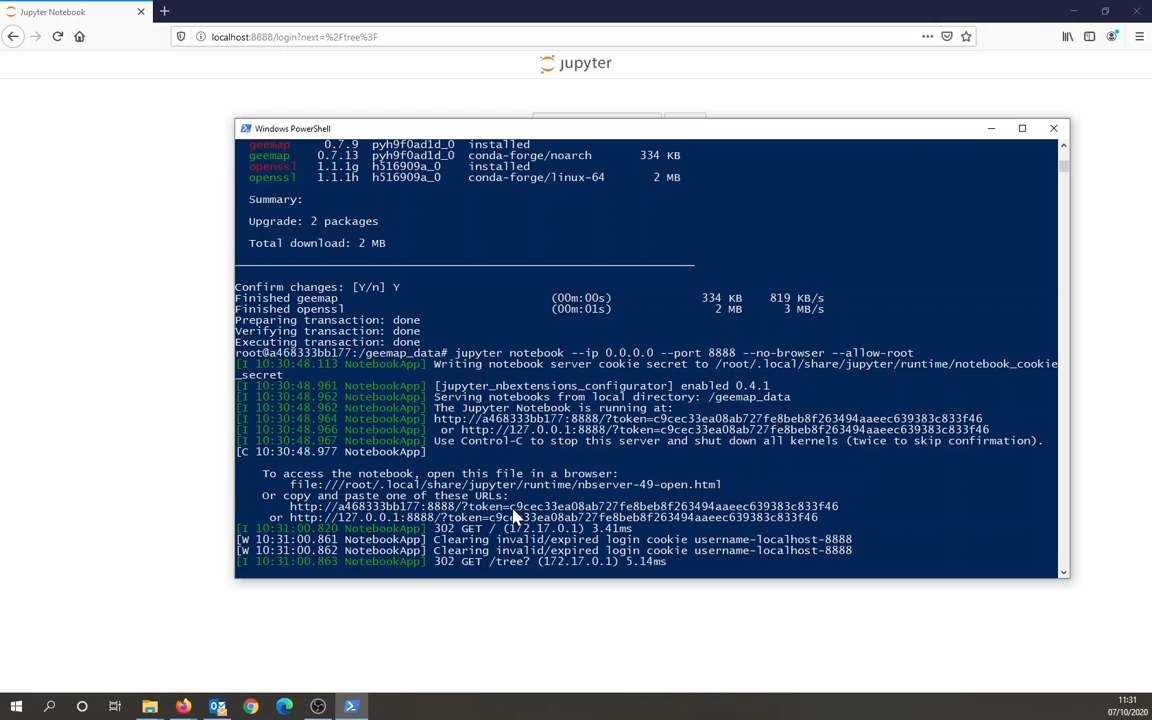 Jupyter Notebook
localhost:8888/login?next=%2Ftree%3F
jupyter
Windows PowerShell
geemap 0.7.9 pyh9f0ad1d_0 installed
geemap 0.7.13 pyh9f0ad1d_0 conda-forge/noarch 334 KB
openssl 1.1.1g h516909a_0 installed
openssl 1.1.1h h516909a_0 conda-forge/linux-64 2 MB
Summary:
Upgrade: 2 packages
Total download: 2 MB
Confirm changes: [Y/n] Y
Finished geemap (00m:00s) 334 KB 819 KB/s
Finished openssl (00m:01s) 2 MB 3 MB/s
Preparing transaction: done
Verifying transaction: done
Executing transaction: done
root@a468333bb177:/geemap_data# jupyter notebook --ip 0.0.0.0 --port 8888 --no-browser --allow-root
[I 10:30:48.113 NotebookApp] Writing notebook server cookie secret to /root/.local/share/jupyter/runtime/notebook_cookie
_secret
[I 10:30:48.961 NotebookApp] [jupyter_nbextensions_configurator] enabled 0.4.1
[I 10:30:48.962 NotebookApp] Serving notebooks from local directory: /geemap_data
[I 10:30:48.962 NotebookApp] The Jupyter Notebook is running at:
[I 10:30:48.964 NotebookApp] http://a468333bb177:8888/?token=c9cec33ea08ab727fe8beb8f263494aaeec639383c833f46
[I 10:30:48.966 NotebookApp] or http://127.0.0.1:8888/?token=c9cec33ea08ab727fe8beb8f263494aaeec639383c833f46
[I 10:30:48.967 NotebookApp] Use Control-C to stop this server and shut down all kernels (twice to skip confirmation).
[C 10:30:48.977 NotebookApp]
To access the notebook, open this file in a browser:
file:///root/.local/share/jupyter/runtime/nbserver-49-open.html
Or copy and paste one of these URLs:
http://a468333bb177:8888/?token=c9cec33ea08ab727fe8beb8f263494aaeec639383c833f46
or http://127.0.0.1:8888/?token=c9cec33ea08ab727fe8beb8f263494aaeec639383c833f46
[I 10:31:00.820 NotebookApp] 302 GET / (172.17.0.1) 3.41ms
[W 10:31:00.861 NotebookApp] Clearing invalid/expired login cookie username-localhost-8888
[W 10:31:00.862 NotebookApp] Clearing invalid/expired login cookie username-localhost-8888
[I 10:31:00.863 NotebookApp] 302 GET /tree? (172.17.0.1) 5.14ms
11:31
07/10/2020